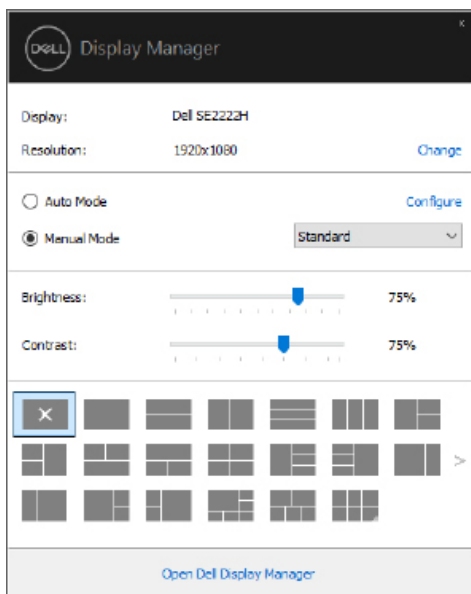 DELL Display Manager
Display: Dell SE2222H
Resolution: 1920x1080 Change
Auto Mode Configure
Manual Mode Standard
Brightness: 75%
Contrast: 75%
Open Dell Display Manager